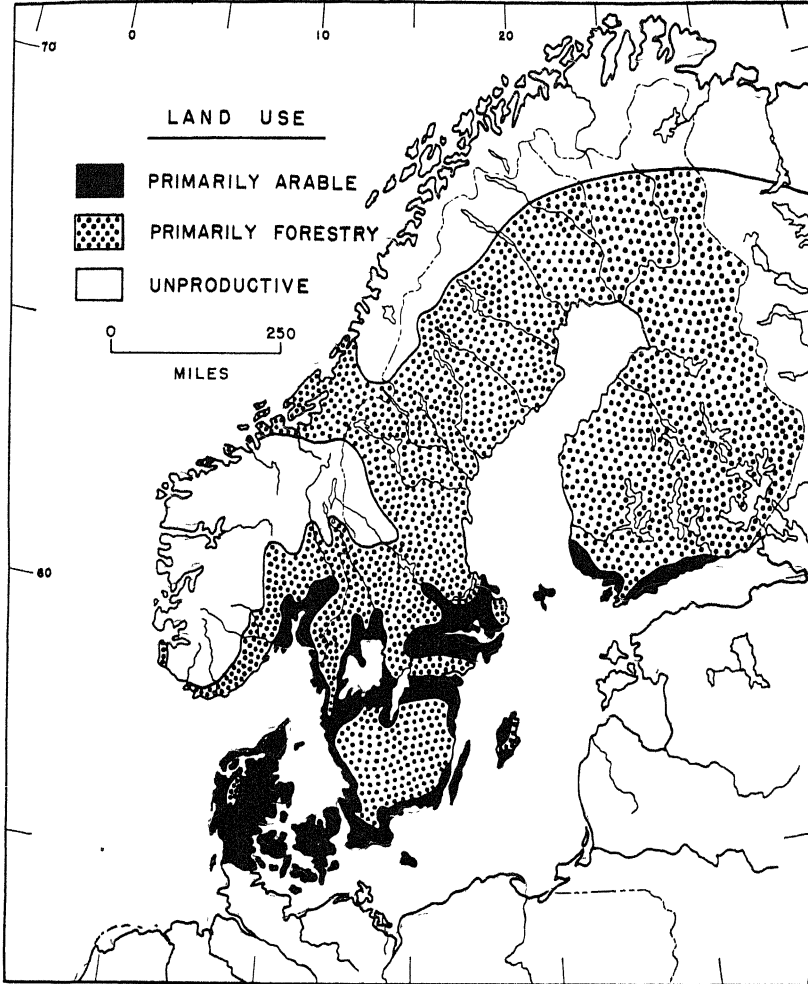 0 10 20
70
LAND USE
PRIMARILY ARABLE
PRIMARILY FORESTRY
UNPRODUCTIVE
0 250
MILES
60